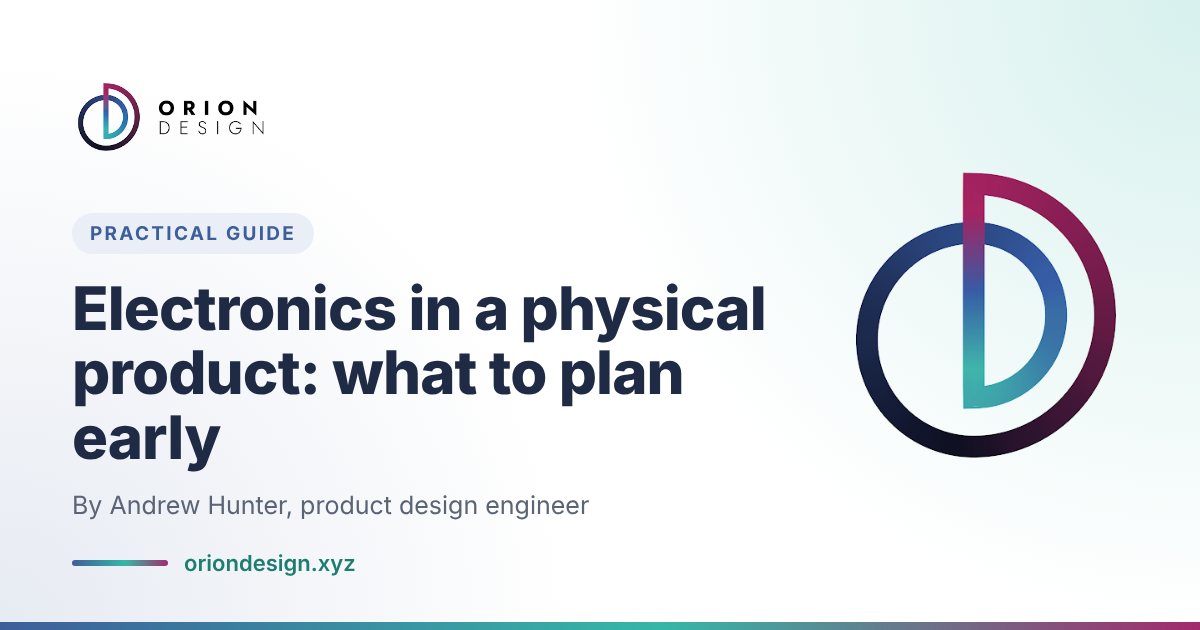 ORION
DESIGN
PRACTICAL GUIDE
Electronics in a physical
product: what to plan
early
By Andrew Hunter, product design engineer
oriondesign.xyz